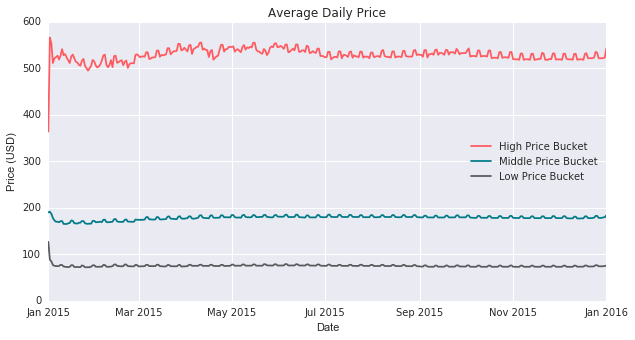 Average Daily Price
Price (USD)
600
500
400
300
200
100
0
High Price Bucket
Middle Price Bucket
Low Price Bucket
Jan 2015 Mar 2015 May 2015 Jul 2015 Sep 2015 Nov 2015 Jan 2016
Date